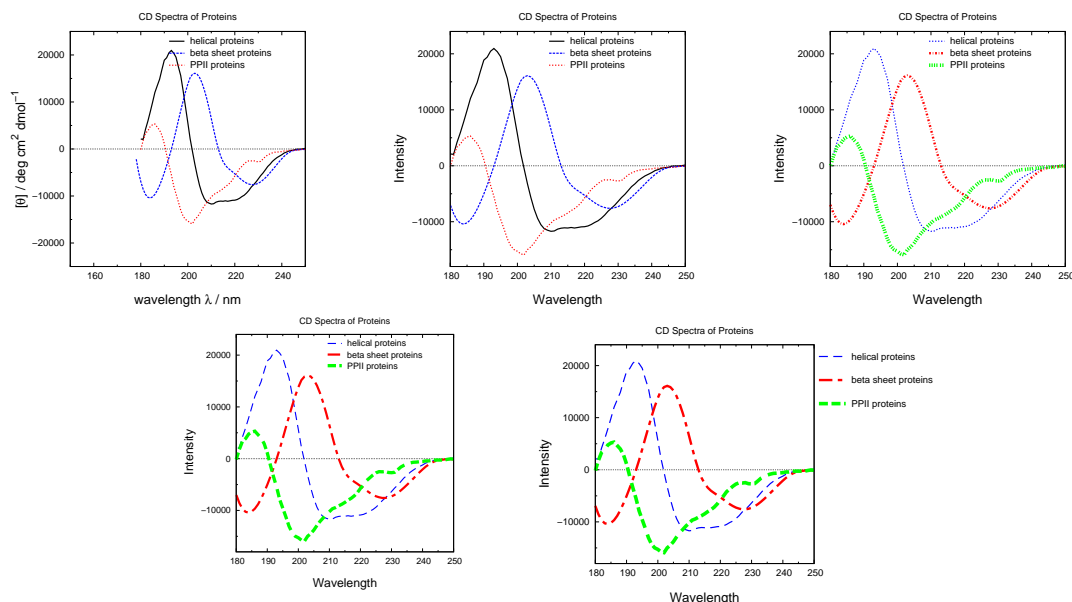 CD Spectra of Proteins
helical proteins
beta sheet proteins
PPII proteins
20000
10000
0
−10000
−20000
[θ] / deg cm² dmol⁻¹
160 180 200 220 240
wavelength λ / nm
CD Spectra of Proteins
helical proteins
beta sheet proteins
PPII proteins
20000
10000
0
−10000
Intensity
180 190 200 210 220 230 240 250
Wavelength
CD Spectra of Proteins
helical proteins
beta sheet proteins
PPII proteins
20000
10000
0
−10000
Intensity
180 190 200 210 220 230 240 250
Wavelength
CD Spectra of Proteins
helical proteins
beta sheet proteins
PPII proteins
20000
10000
0
−10000
Intensity
180 190 200 210 220 230 240 250
Wavelength
CD Spectra of Proteins
helical proteins
beta sheet proteins
PPII proteins
20000
10000
0
−10000
Intensity
180 190 200 210 220 230 240 250
Wavelength